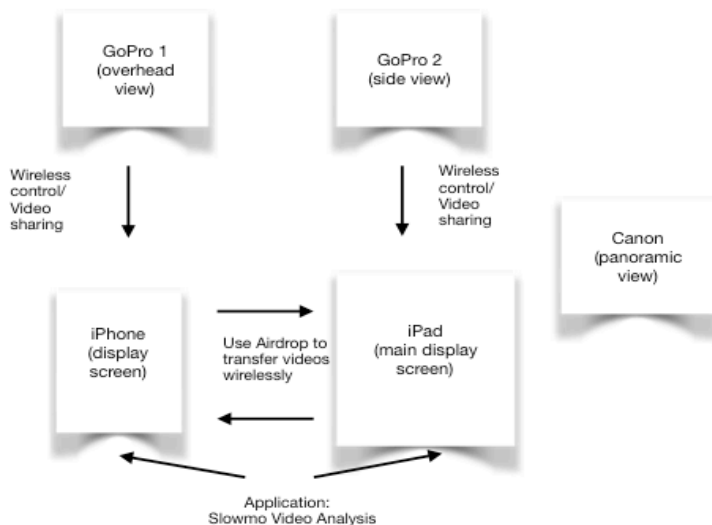 GoPro 1
(overhead
view)
GoPro 2
(side view)
Wireless
control/
Video
sharing
Wireless
control/
Video
sharing
Canon
(panoramic
view)
iPhone
(display
screen)
Use Airdrop to
transfer videos
wirelessly
iPad
(main display
screen)
Application:
Slowmo Video Analysis